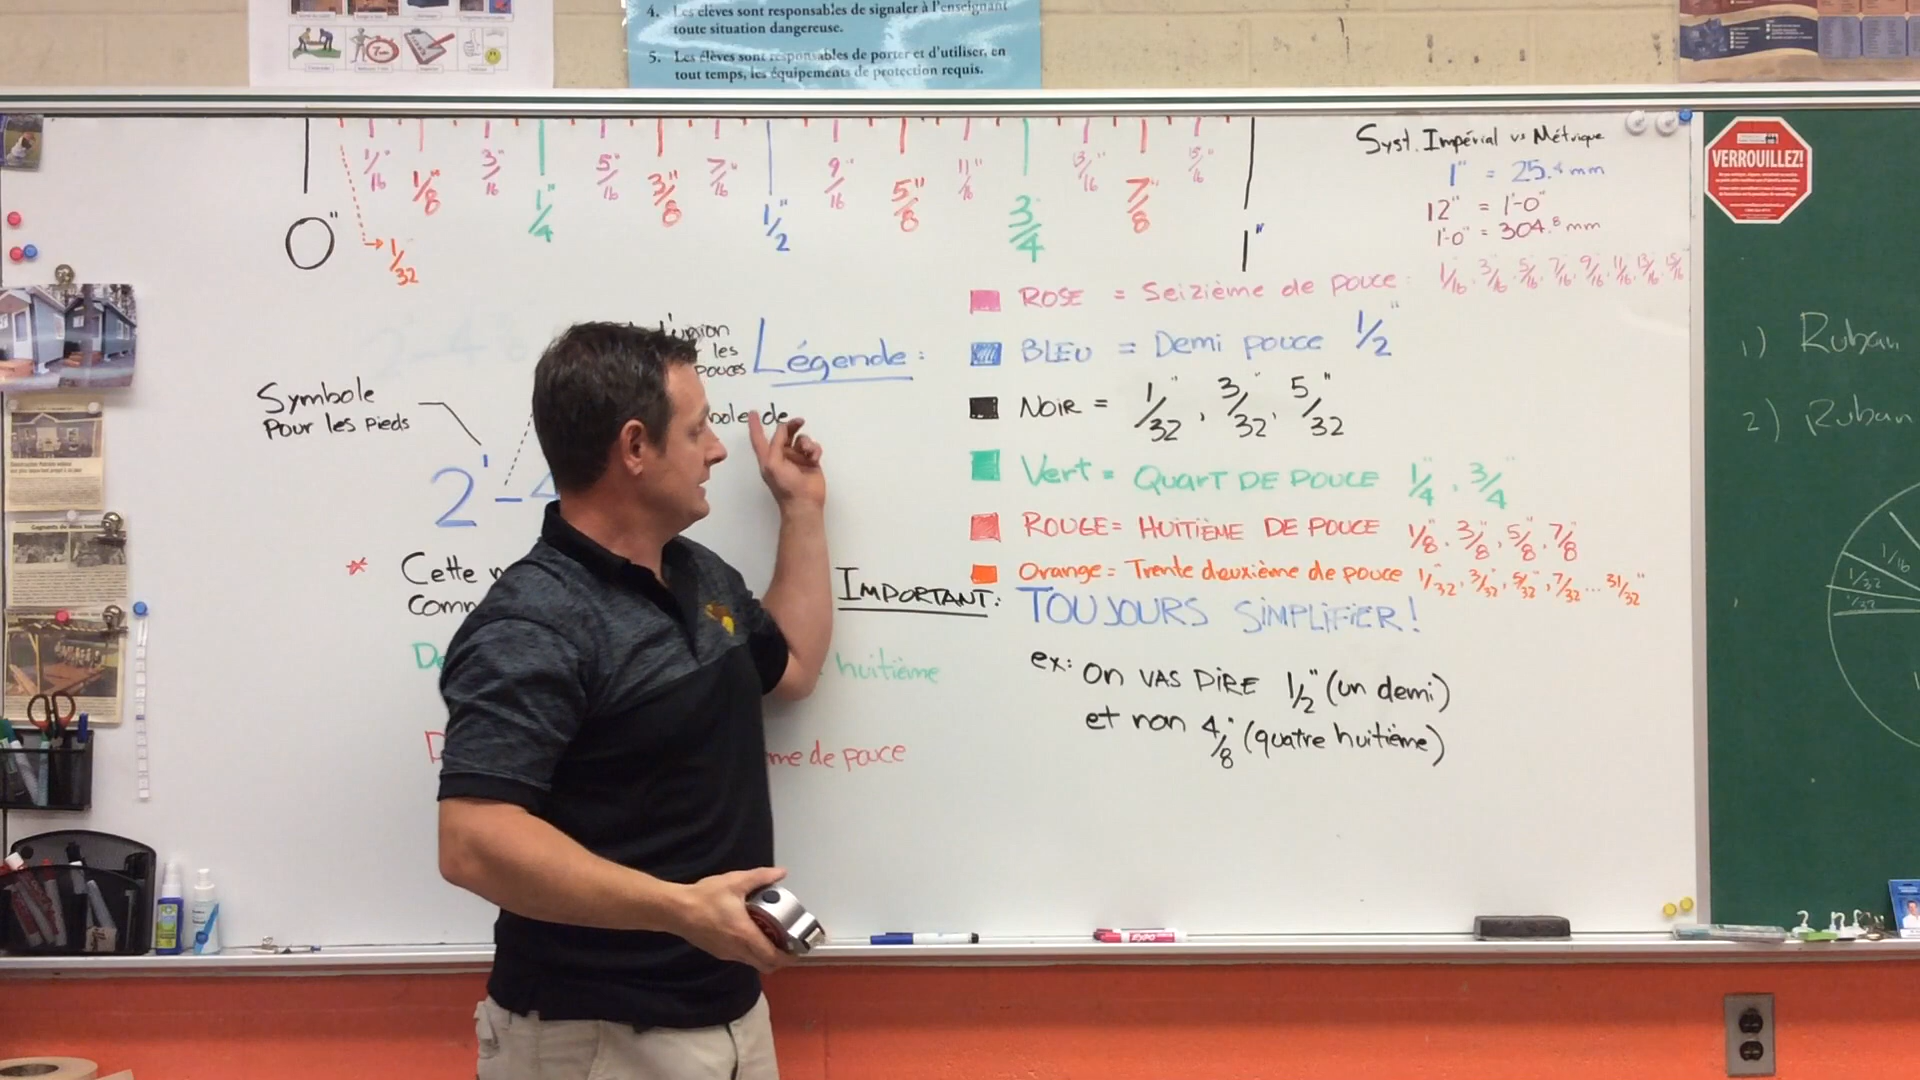 4. Les élèves sont responsables de signaler à l'enseignant
toute situation dangereuse.
5. Les élèves sont responsables de porter et d'utiliser, en
tout temps, les équipements de protection requis.
0" 1/16" 1/8" 3/16" 1/4" 5/16" 3/8" 7/16" 1/2" 9/16" 5/8" 11/16" 3/4" 13/16" 7/8" 15/16" 1"
1/32
Syst. Impérial vs Métrique
1" = 25.4 mm
12" = 1'-0"
1'-0" = 304.8 mm
VERROUILLEZ!
ROSE = Seizième de pouce : 1/16", 3/16", 5/16", 7/16", 9/16", 11/16", 13/16", 15/16"
Légende :
BLEU = Demi pouce 1/2"
NOIR = 1/32", 3/32", 5/32"
Vert = QUART DE POUCE 1/4", 3/4"
ROUGE = HUITIÈME DE POUCE 1/8", 3/8", 5/8", 7/8"
Orange = Trente deuxième de pouce 1/32", 3/32", 5/32", 7/32"... 31/32"
IMPORTANT: TOUJOURS SIMPLIFIER!
ex: On VAS DIRE 1/2" (un demi)
et non 4/8" (quatre huitième)
l'union
les
pouces
de
Symbole
Pour les pieds
2' - 4
* Cette
huitième
me de pouce
EXPO
1) Ruban
2) Ruban
1/16
1/32
1/32